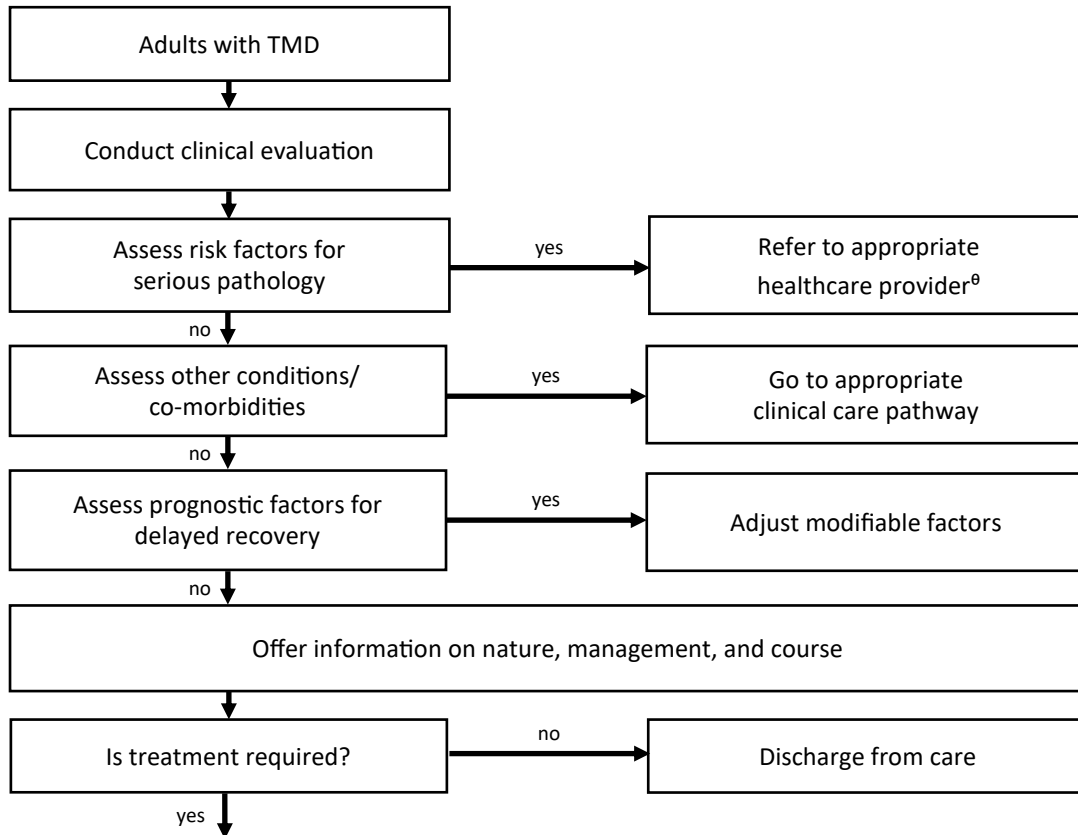 Adults with TMD
Conduct clinical evaluation
Assess risk factors for
serious pathology
yes
Refer to appropriate
healthcare providerᶿ
no
Assess other conditions/
co-morbidities
yes
Go to appropriate
clinical care pathway
no
Assess prognostic factors for
delayed recovery
yes
Adjust modifiable factors
no
Offer information on nature, management, and course
Is treatment required?
no
Discharge from care
yes